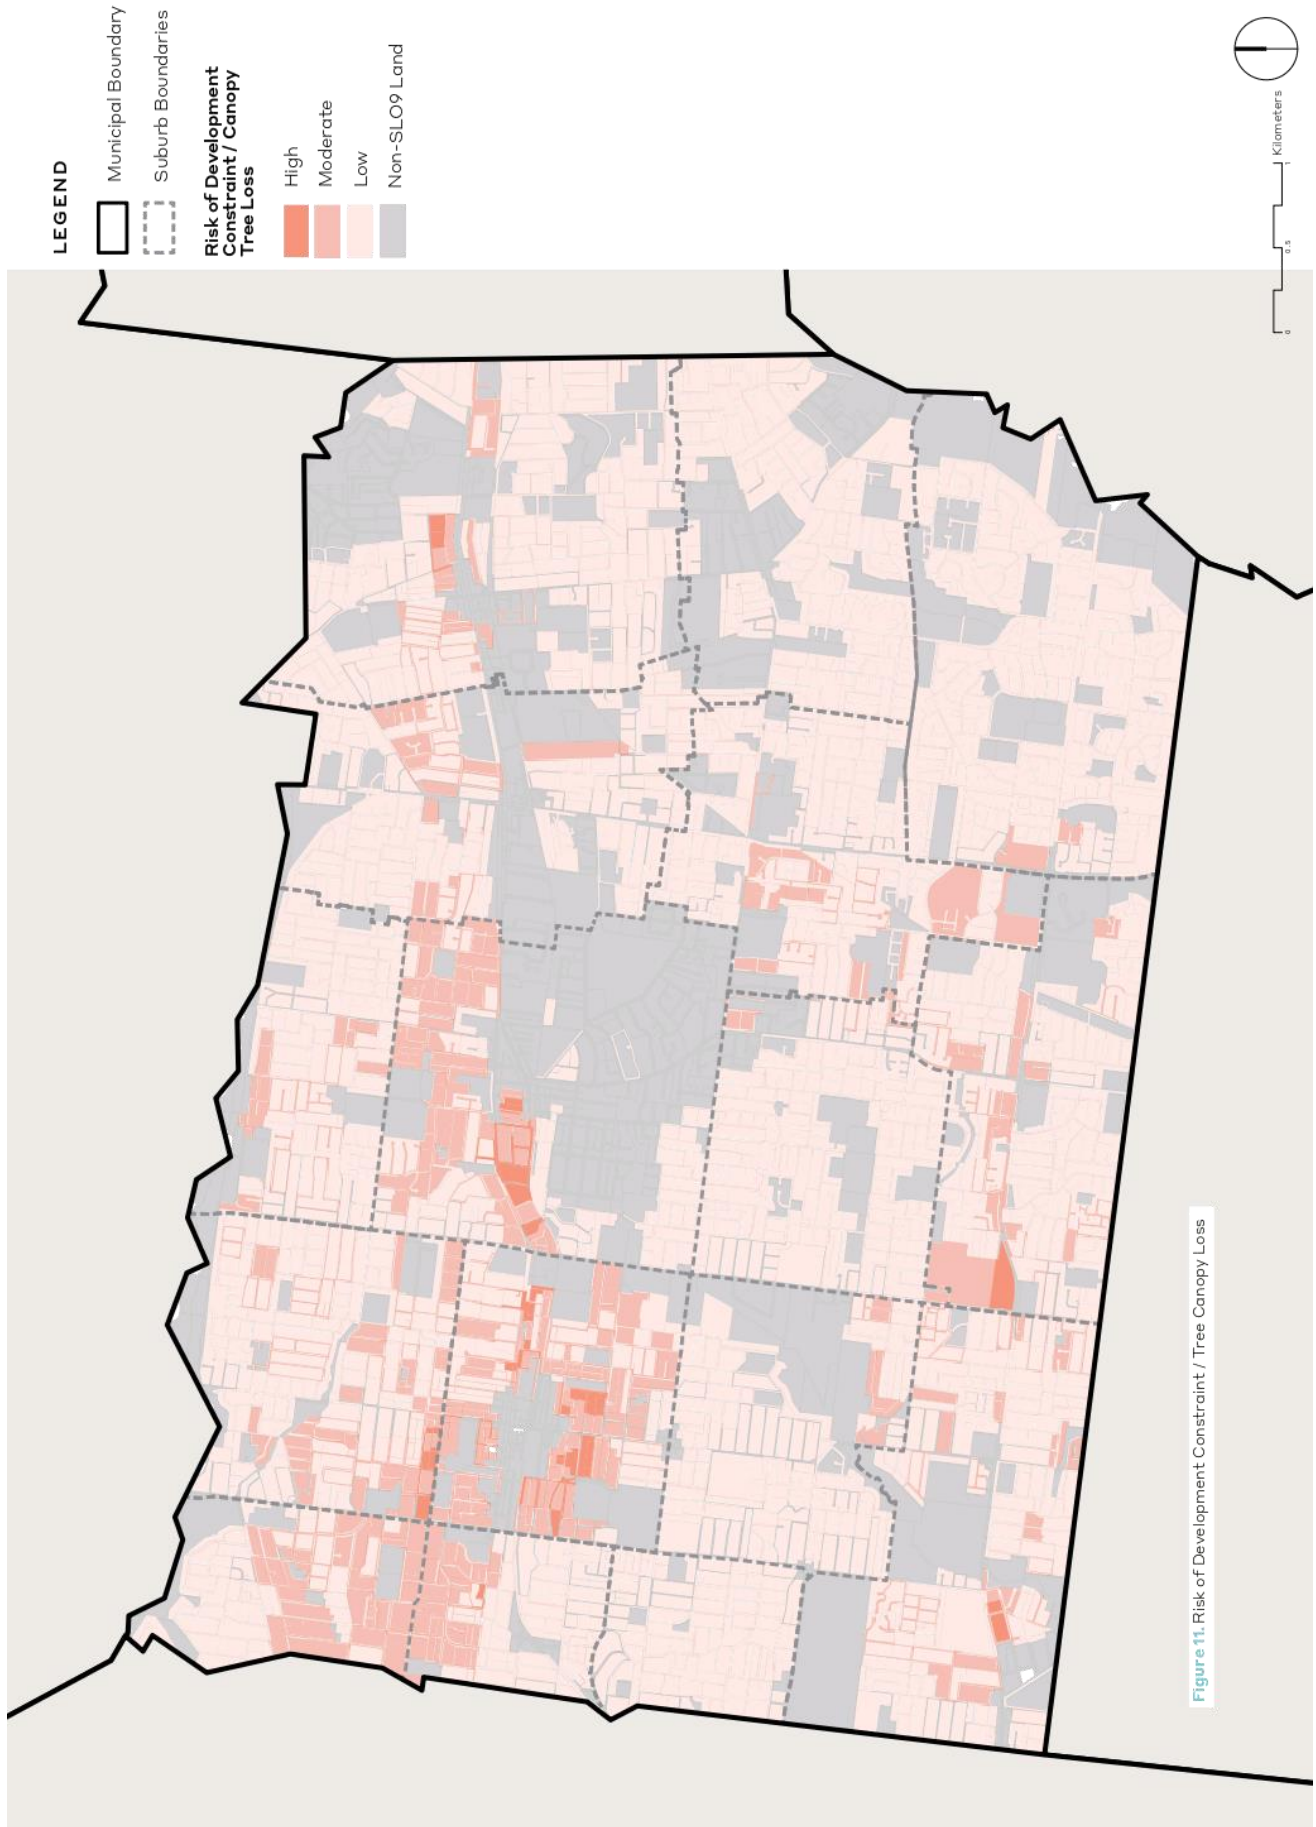 LEGEND
Municipal Boundary
Suburb Boundaries
Risk of Development
Constraint / Canopy
Tree Loss
High
Moderate
Low
Non-SLO9 Land
0
0.5
1
Kilometers
Figure 11. Risk of Development Constraint / Tree Canopy Loss